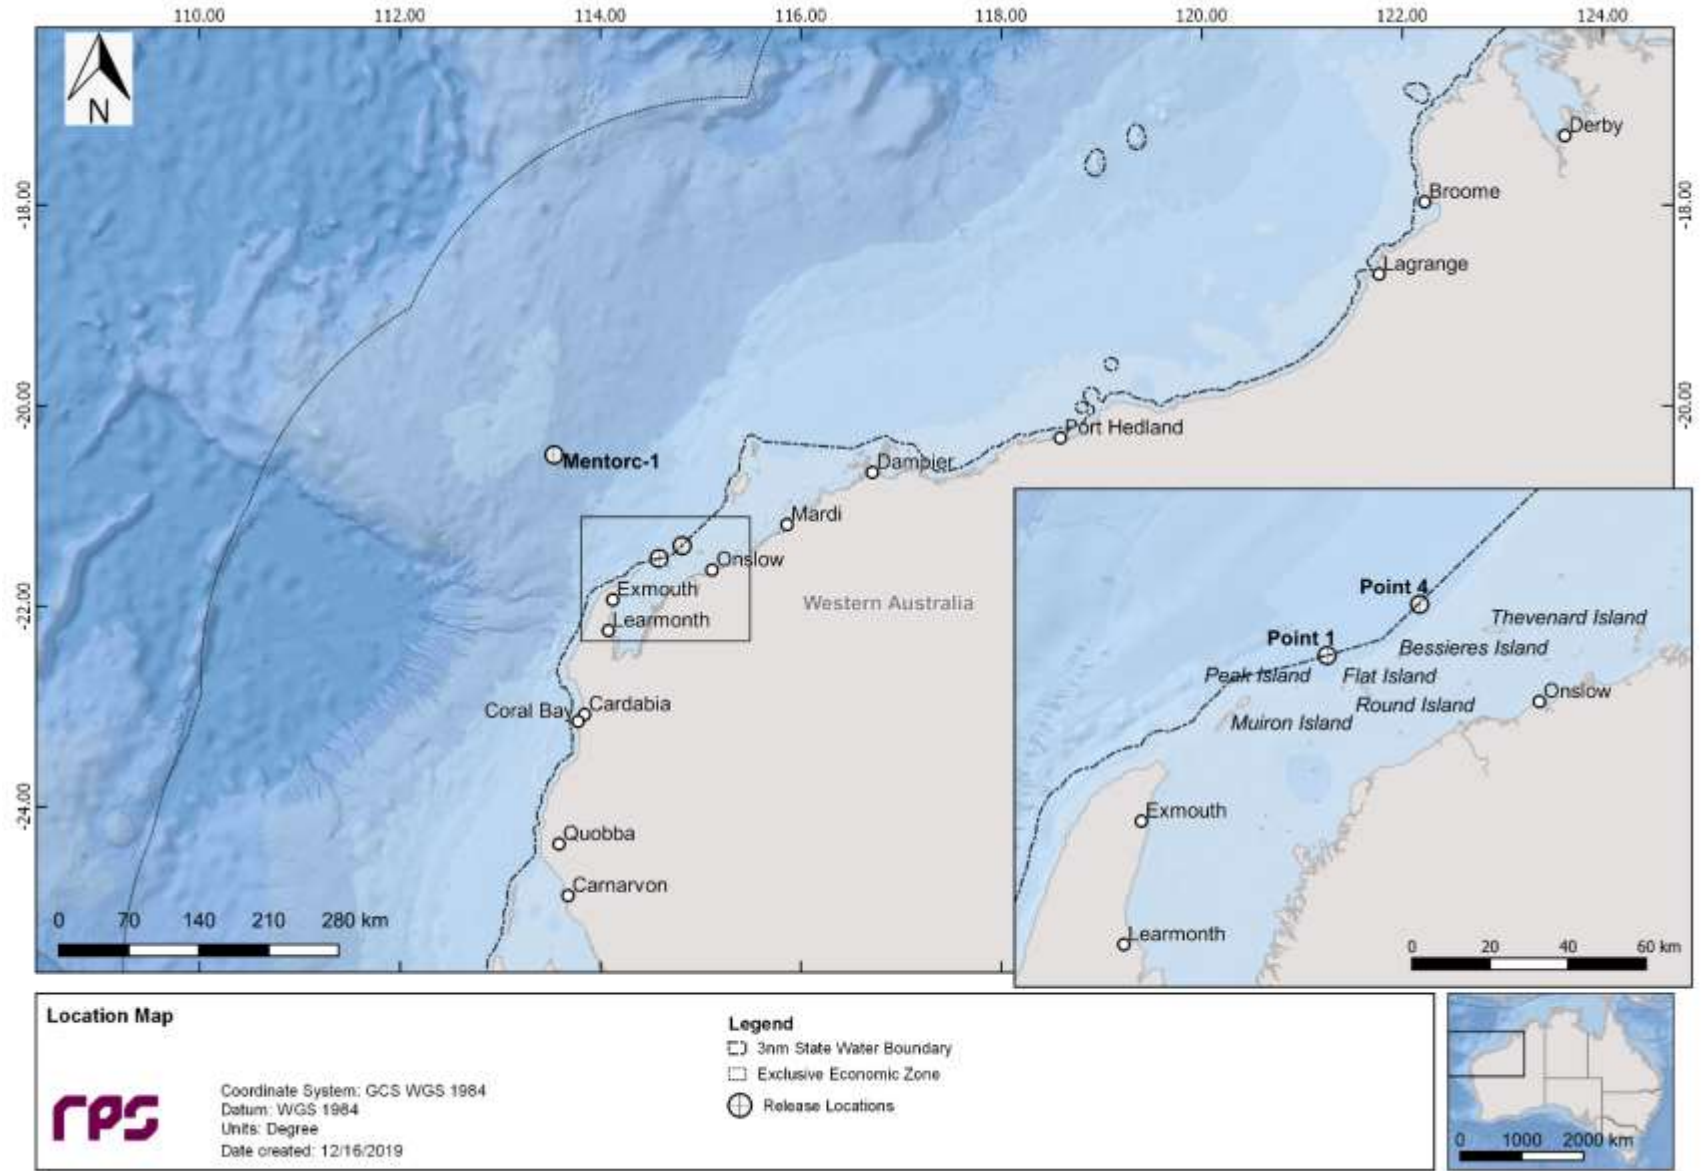 110.00 112.00 114.00 116.00 118.00 120.00 122.00 124.00
N
Derby
-18.00
-18.00
Broome
Lagrange
-20.00
-20.00
Port Hedland
Mentorc-1
Dampier
Mardi
Onslow
Exmouth
-22.00
Western Australia
Learmonth
Coral Bay
Cardabia
-24.00
Quobba
Carnarvon
0 70 140 210 280 km
Point 4
Thevenard Island
Point 1
Bessieres Island
Peak Island
Flat Island
Onslow
Round Island
Muiron Island
Exmouth
Learmonth
0 20 40 60 km
Location Map
rps
Coordinate System: GCS WGS 1984
Datum: WGS 1984
Units: Degree
Date created: 12/16/2019
Legend
3nm State Water Boundary
Exclusive Economic Zone
Release Locations
0 1000 2000 km